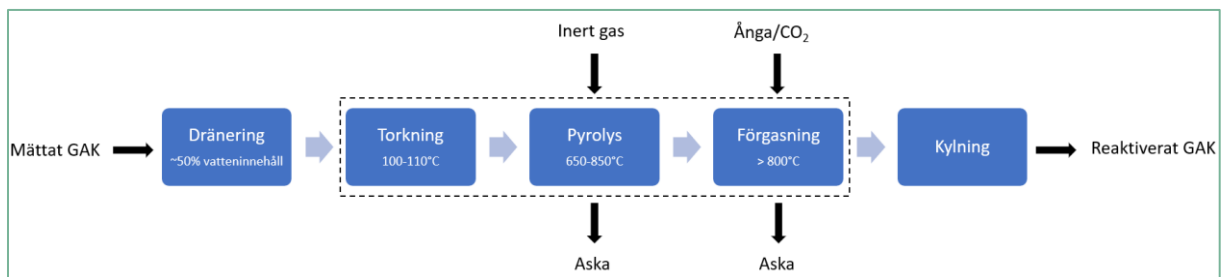 Inert gas
Ånga/CO₂
Mättat GAK
Dränering
~50% vatteninnehåll
Torkning
100-110°C
Pyrolys
650-850°C
Förgasning
> 800°C
Kylning
Reaktiverat GAK
Aska
Aska